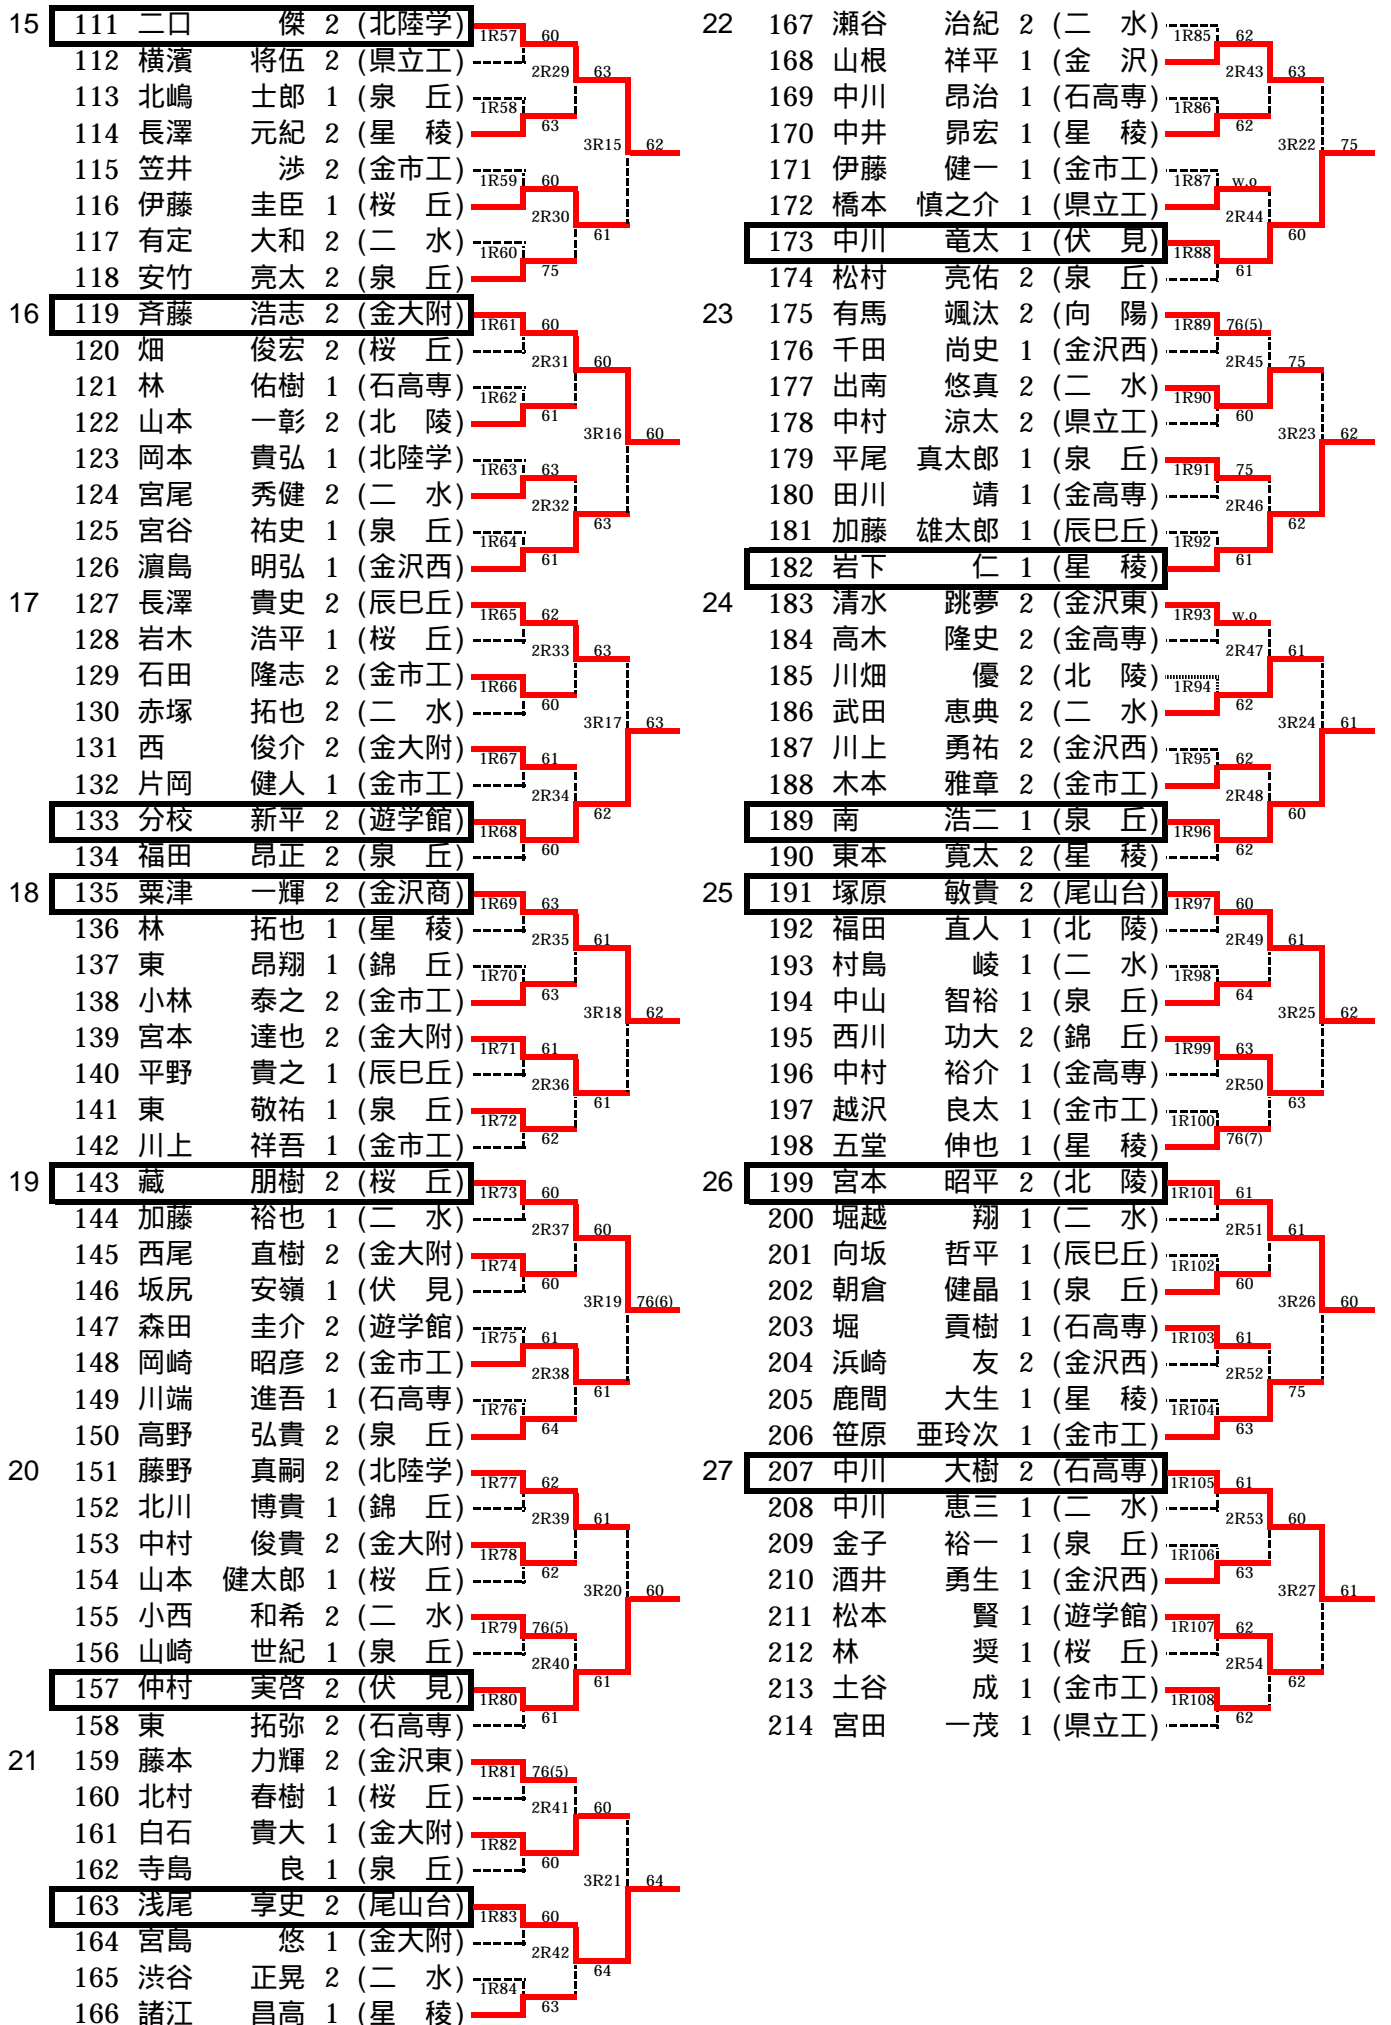 15 111 二口 傑 2 (北陸学) 1R57 60
112 横濱 将伍 2 (県立工) 2R29 63
113 北嶋 士郎 1 (泉 丘) 1R58
114 長澤 元紀 2 (星 稜) 63 3R15 62
115 笠井 渉 2 (金市工) 1R59 60
116 伊藤 圭臣 1 (桜 丘) 2R30
117 有定 大和 2 (二 水) 1R60 61
118 安竹 亮太 2 (泉 丘) 75
16 119 斉藤 浩志 2 (金大附) 1R61 60
120 畑 俊宏 2 (桜 丘) 2R31 60
121 林 佑樹 1 (石高専) 1R62
122 山本 一彰 2 (北 陵) 61 3R16 60
123 岡本 貴弘 1 (北陸学) 1R63 63
124 宮尾 秀健 2 (二 水) 2R32
125 宮谷 祐史 1 (泉 丘) 1R64 63
126 濵島 明弘 1 (金沢西) 61
17 127 長澤 貴史 2 (辰巳丘) 1R65 62
128 岩木 浩平 1 (桜 丘) 2R33 63
129 石田 隆志 2 (金市工) 1R66
130 赤塚 拓也 2 (二 水) 60 3R17 63
131 西 俊介 2 (金大附) 1R67 61
132 片岡 健人 1 (金市工) 2R34
133 分校 新平 2 (遊学館) 1R68 62
134 福田 昂正 2 (泉 丘) 60
18 135 粟津 一輝 2 (金沢商) 1R69 63
136 林 拓也 1 (星 稜) 2R35 61
137 東 昂翔 1 (錦 丘) 1R70
138 小林 泰之 2 (金市工) 63 3R18 62
139 宮本 達也 2 (金大附) 1R71 61
140 平野 貴之 1 (辰巳丘) 2R36
141 東 敬祐 1 (泉 丘) 1R72 61
142 川上 祥吾 1 (金市工) 62
19 143 藏 朋樹 2 (桜 丘) 1R73 60
144 加藤 裕也 1 (二 水) 2R37 60
145 西尾 直樹 2 (金大附) 1R74
146 坂尻 安嶺 1 (伏 見) 60 3R19 76(6)
147 森田 圭介 2 (遊学館) 1R75 61
148 岡崎 昭彦 2 (金市工) 2R38
149 川端 進吾 1 (石高専) 1R76 61
150 高野 弘貴 2 (泉 丘) 64
20 151 藤野 真嗣 2 (北陸学) 1R77 62
152 北川 博貴 1 (錦 丘) 2R39 61
153 中村 俊貴 2 (金大附) 1R78
154 山本 健太郎 1 (桜 丘) 62 3R20 60
155 小西 和希 2 (二 水) 1R79 76(5)
156 山崎 世紀 1 (泉 丘) 2R40
157 仲村 実啓 2 (伏 見) 1R80 61
158 東 拓弥 2 (石高専) 61
21 159 藤本 力輝 2 (金沢東) 1R81 76(5)
160 北村 春樹 1 (桜 丘) 2R41 60
161 白石 貴大 1 (金大附) 1R82
162 寺島 良 1 (泉 丘) 60 3R21 64
163 浅尾 享史 2 (尾山台) 1R83 60
164 宮島 悠 1 (金大附) 2R42
165 渋谷 正晃 2 (二 水) 1R84 64
166 諸江 昌高 1 (星 稜) 63
22 167 瀬谷 治紀 2 (二 水) 1R85 62
168 山根 祥平 1 (金 沢) 2R43 63
169 中川 昂治 1 (石高専) 1R86
170 中井 昴宏 1 (星 稜) 62 3R22 75
171 伊藤 健一 1 (金市工) 1R87 w.o
172 橋本 慎之介 1 (県立工) 2R44
173 中川 竜太 1 (伏 見) 1R88 60
174 松村 亮佑 2 (泉 丘) 61
23 175 有馬 颯汰 2 (向 陽) 1R89 76(5)
176 千田 尚史 1 (金沢西) 2R45 75
177 出南 悠真 2 (二 水) 1R90
178 中村 涼太 2 (県立工) 60 3R23 62
179 平尾 真太郎 1 (泉 丘) 1R91 75
180 田川 靖 1 (金高専) 2R46
181 加藤 雄太郎 1 (辰巳丘) 1R92 62
182 岩下 仁 1 (星 稜) 61
24 183 清水 跳夢 2 (金沢東) 1R93 w.o
184 高木 隆史 2 (金高専) 2R47 61
185 川畑 優 2 (北 陵) 1R94
186 武田 恵典 2 (二 水) 62 3R24 61
187 川上 勇祐 2 (金沢西) 1R95 62
188 木本 雅章 2 (金市工) 2R48
189 南 浩二 1 (泉 丘) 1R96 60
190 東本 寛太 2 (星 稜) 62
25 191 塚原 敏貴 2 (尾山台) 1R97 60
192 福田 直人 1 (北 陵) 2R49 61
193 村島 崚 1 (二 水) 1R98
194 中山 智裕 1 (泉 丘) 64 3R25 62
195 西川 功大 2 (錦 丘) 1R99 63
196 中村 裕介 1 (金高専) 2R50
197 越沢 良太 1 (金市工) 1R100 63
198 五堂 伸也 1 (星 稜) 76(7)
26 199 宮本 昭平 2 (北 陵) 1R101 61
200 堀越 翔 1 (二 水) 2R51 61
201 向坂 哲平 1 (辰巳丘) 1R102
202 朝倉 健晶 1 (泉 丘) 60 3R26 60
203 堀 貢樹 1 (石高専) 1R103 61
204 浜崎 友 2 (金沢西) 2R52
205 鹿間 大生 1 (星 稜) 1R104 75
206 笹原 亜玲次 1 (金市工) 63
27 207 中川 大樹 2 (石高専) 1R105 61
208 中川 恵三 1 (二 水) 2R53 60
209 金子 裕一 1 (泉 丘) 1R106
210 酒井 勇生 1 (金沢西) 63 3R27 61
211 松本 賢 1 (遊学館) 1R107 62
212 林 奨 1 (桜 丘) 2R54
213 土谷 成 1 (金市工) 1R108 62
214 宮田 一茂 1 (県立工) 62